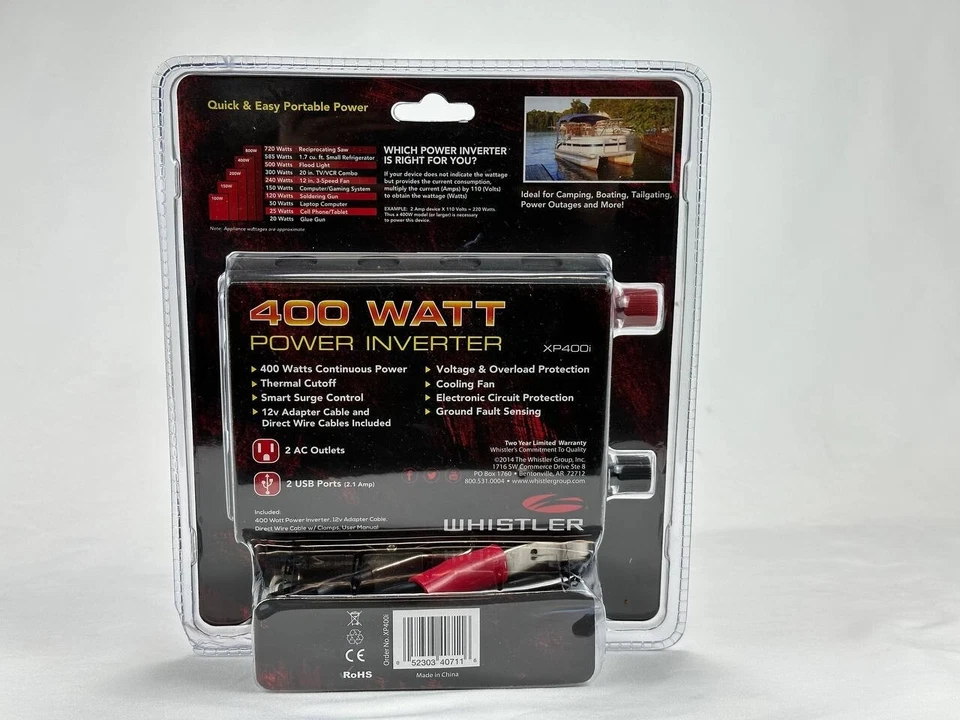 Quick & Easy Portable Power
800W
400W
200W
150W
100W
720 Watts Reciprocating Saw
585 Watts 1.7 cu. ft. Small Refrigerator
500 Watts Flood Light
300 Watts 20 in. TV/VCR Combo
240 Watts 12 in. 3-Speed Fan
150 Watts Computer/Gaming System
120 Watts Soldering Gun
50 Watts Laptop Computer
25 Watts Cell Phone/Tablet
20 Watts Glue Gun
Note: Appliance wattages are approximate
WHICH POWER INVERTER
IS RIGHT FOR YOU?
If your device does not indicate the wattage
but provides the current consumption,
multiply the current (Amps) by 110 (Volts)
to obtain the wattage (Watts)
EXAMPLE: 2 Amp device X 110 Volts = 220 Watts.
Thus a 400W model (or larger) is necessary
to power this device.
Ideal for Camping, Boating, Tailgating,
Power Outages and More!
400 WATT
POWER INVERTER
XP400i
400 Watts Continuous Power
Thermal Cutoff
Smart Surge Control
12v Adapter Cable and
Direct Wire Cables Included
Voltage & Overload Protection
Cooling Fan
Electronic Circuit Protection
Ground Fault Sensing
2 AC Outlets
2 USB Ports (2.1 Amp)
Two Year Limited Warranty
Whistler's Commitment To Quality
©2014 The Whistler Group, Inc.
1716 SW Commerce Drive Ste 8
PO Box 1760 • Bentonville, AR 72712
800.531.0004 • www.whistlergroup.com
Included:
400 Watt Power Inverter, 12v Adapter Cable,
Direct Wire Cable w/ Clamps, User Manual
WHISTLER
CE
RoHS
Order No. XP400i
0 52303 40711 8
Made in China